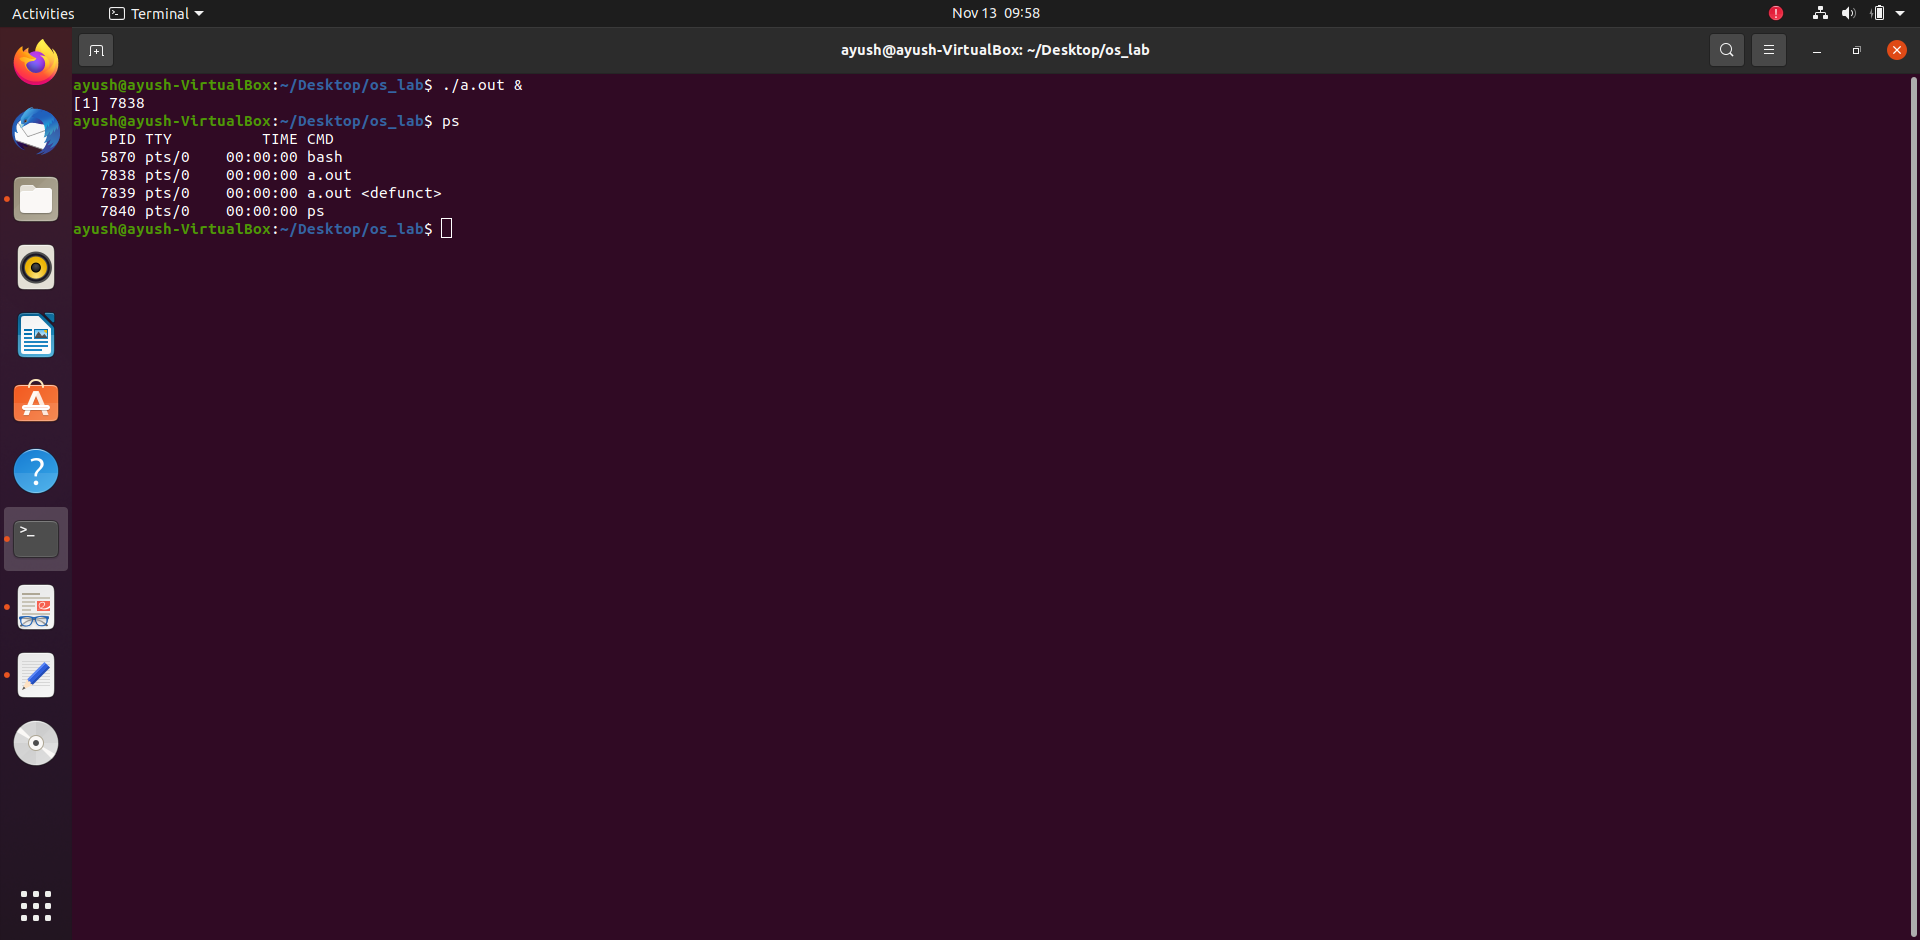 Activities Terminal Nov 13 09:58
ayush@ayush-VirtualBox: ~/Desktop/os_lab
ayush@ayush-VirtualBox:~/Desktop/os_lab$ ./a.out &
[1] 7838
ayush@ayush-VirtualBox:~/Desktop/os_lab$ ps
    PID TTY          TIME CMD
   5870 pts/0    00:00:00 bash
   7838 pts/0    00:00:00 a.out
   7839 pts/0    00:00:00 a.out <defunct>
   7840 pts/0    00:00:00 ps
ayush@ayush-VirtualBox:~/Desktop/os_lab$